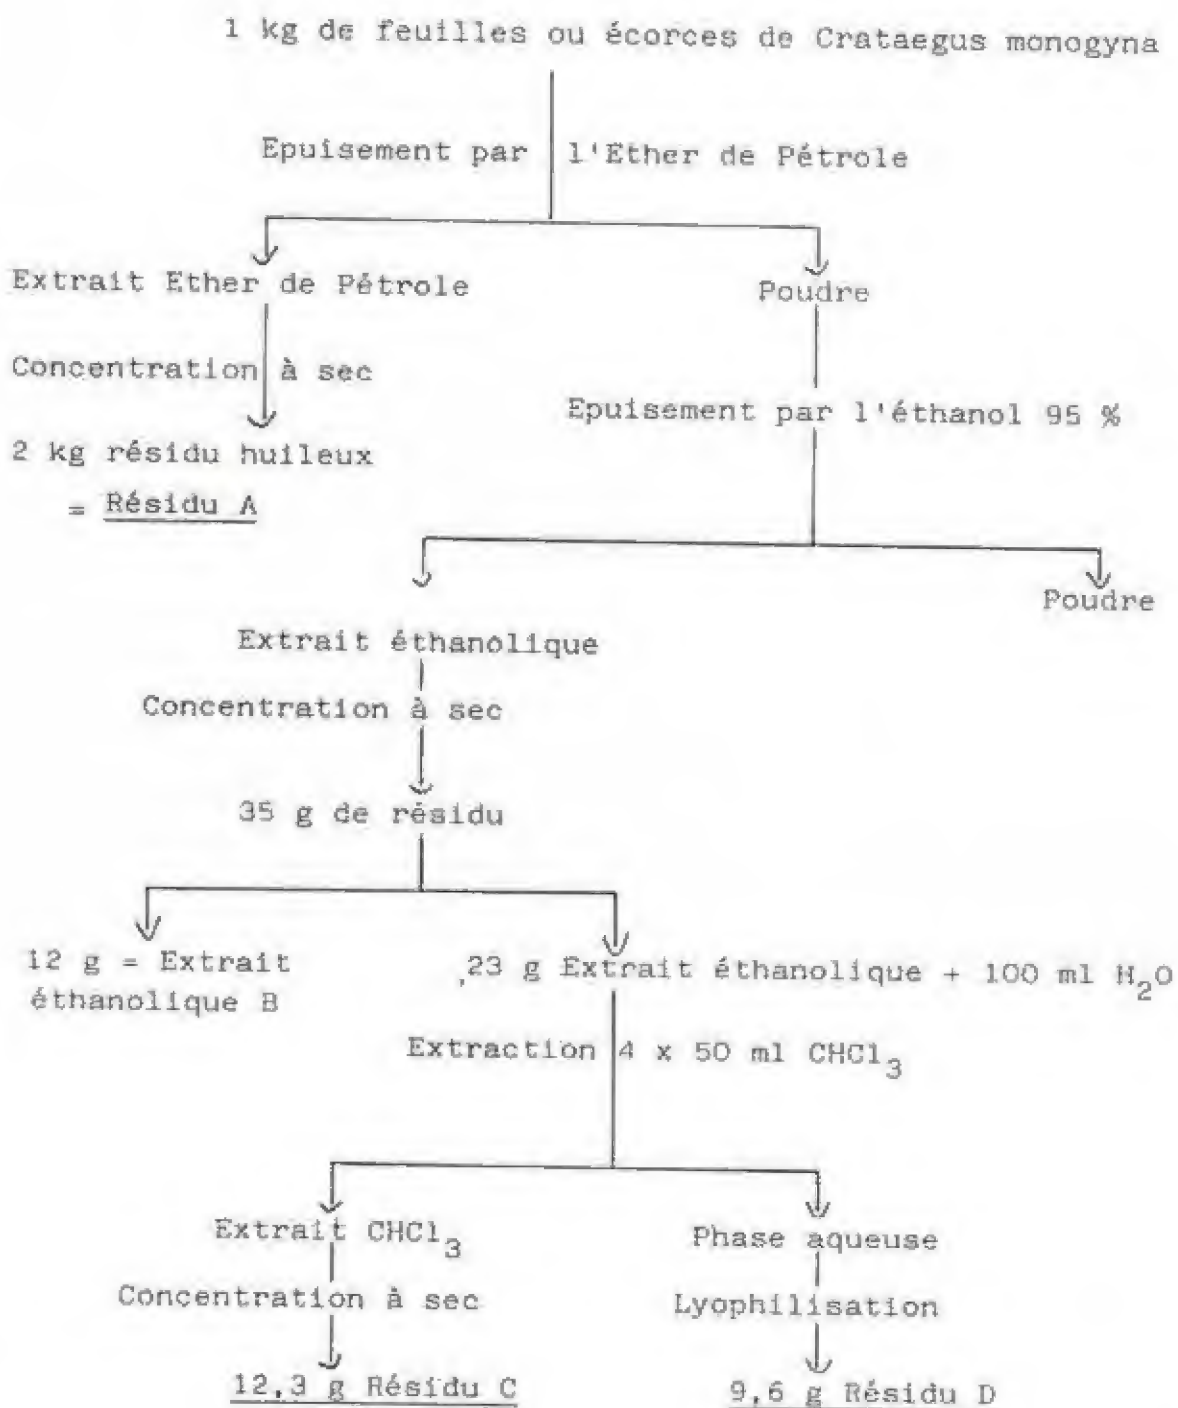 1 kg de feuilles ou écorces de Crataegus monogyna
Epuisement par l'Ether de Pétrole
Extrait Ether de Pétrole
Poudre
Concentration à sec
Epuisement par l'éthanol 95 %
2 kg résidu huileux
= Résidu A
Poudre
Extrait éthanolique
Concentration à sec
35 g de résidu
12 g = Extrait
éthanolique B
23 g Extrait éthanolique + 100 ml H2O
Extraction 4 x 50 ml CHCl3
Extrait CHCl3
Phase aqueuse
Concentration à sec
Lyophilisation
12,3 g Résidu C
9,6 g Résidu D